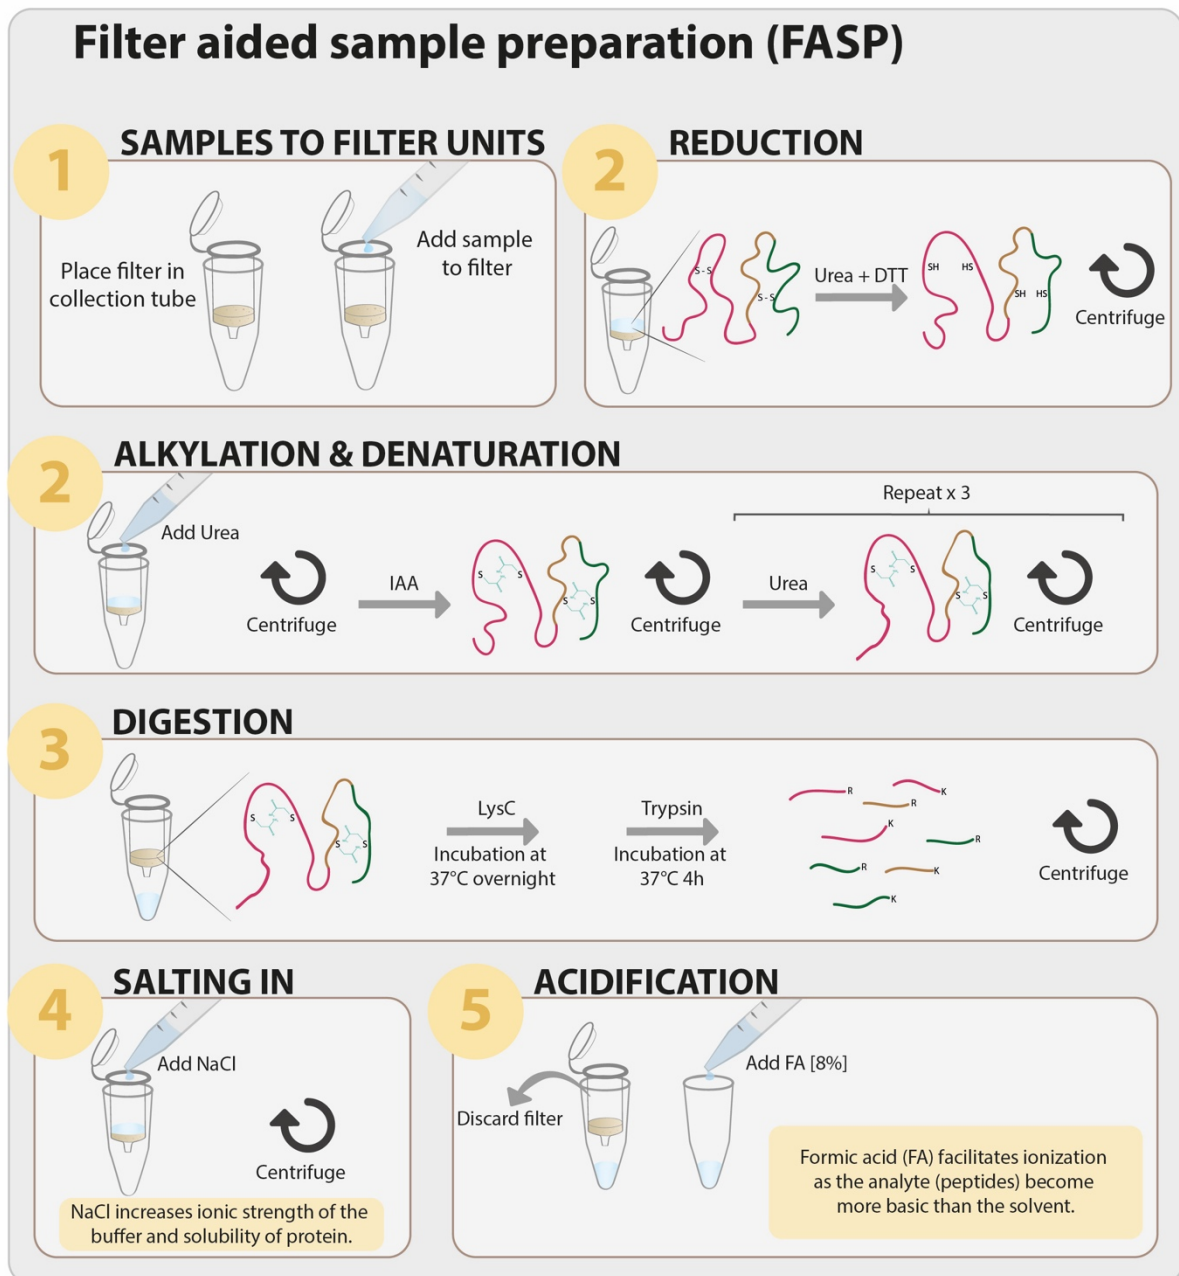 Filter aided sample preparation (FASP)
1
SAMPLES TO FILTER UNITS
Place filter in
collection tube
Add sample
to filter
2
REDUCTION
S - S
S - S
Urea + DTT
SH
HS
SH
HS
Centrifuge
2
ALKYLATION & DENATURATION
Add Urea
Centrifuge
IAA
S
S
S
S
Centrifuge
Repeat x 3
Urea
S
S
S
S
Centrifuge
3
DIGESTION
S
S
S
S
LysC
Incubation at
37°C overnight
Trypsin
Incubation at
37°C 4h
R
K
R
K
R
R
K
K
Centrifuge
4
SALTING IN
Add NaCl
Centrifuge
NaCl increases ionic strength of the
buffer and solubility of protein.
5
ACIDIFICATION
Discard filter
Add FA [8%]
Formic acid (FA) facilitates ionization
as the analyte (peptides) become
more basic than the solvent.